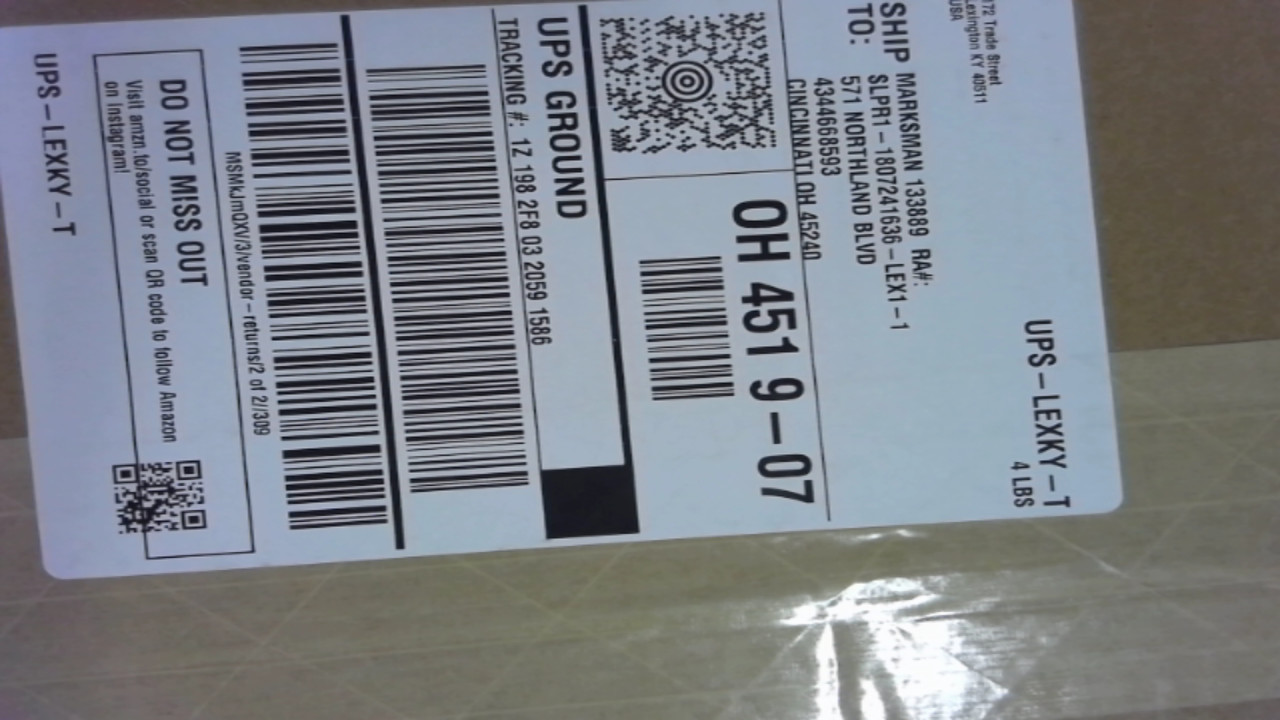 172 Trade Street
Lexington KY 40511
USA
UPS-LEXKY-T
4 LBS
SHIP TO:
MARKSMAN 133889 RA#:
SLPR1-1807241636-LEX1-1
571 NORTHLAND BLVD
4344668593
CINCINNATI OH 45240
OH 451 9-07
UPS GROUND
TRACKING #: 1Z 198 2F8 03 2059 1586
MSMkJmQXV/3/vendor-returns/2 of 2//309
DO NOT MISS OUT
Visit amzn.to/social or scan QR code to follow Amazon
on Instagram!
UPS-LEXKY-T